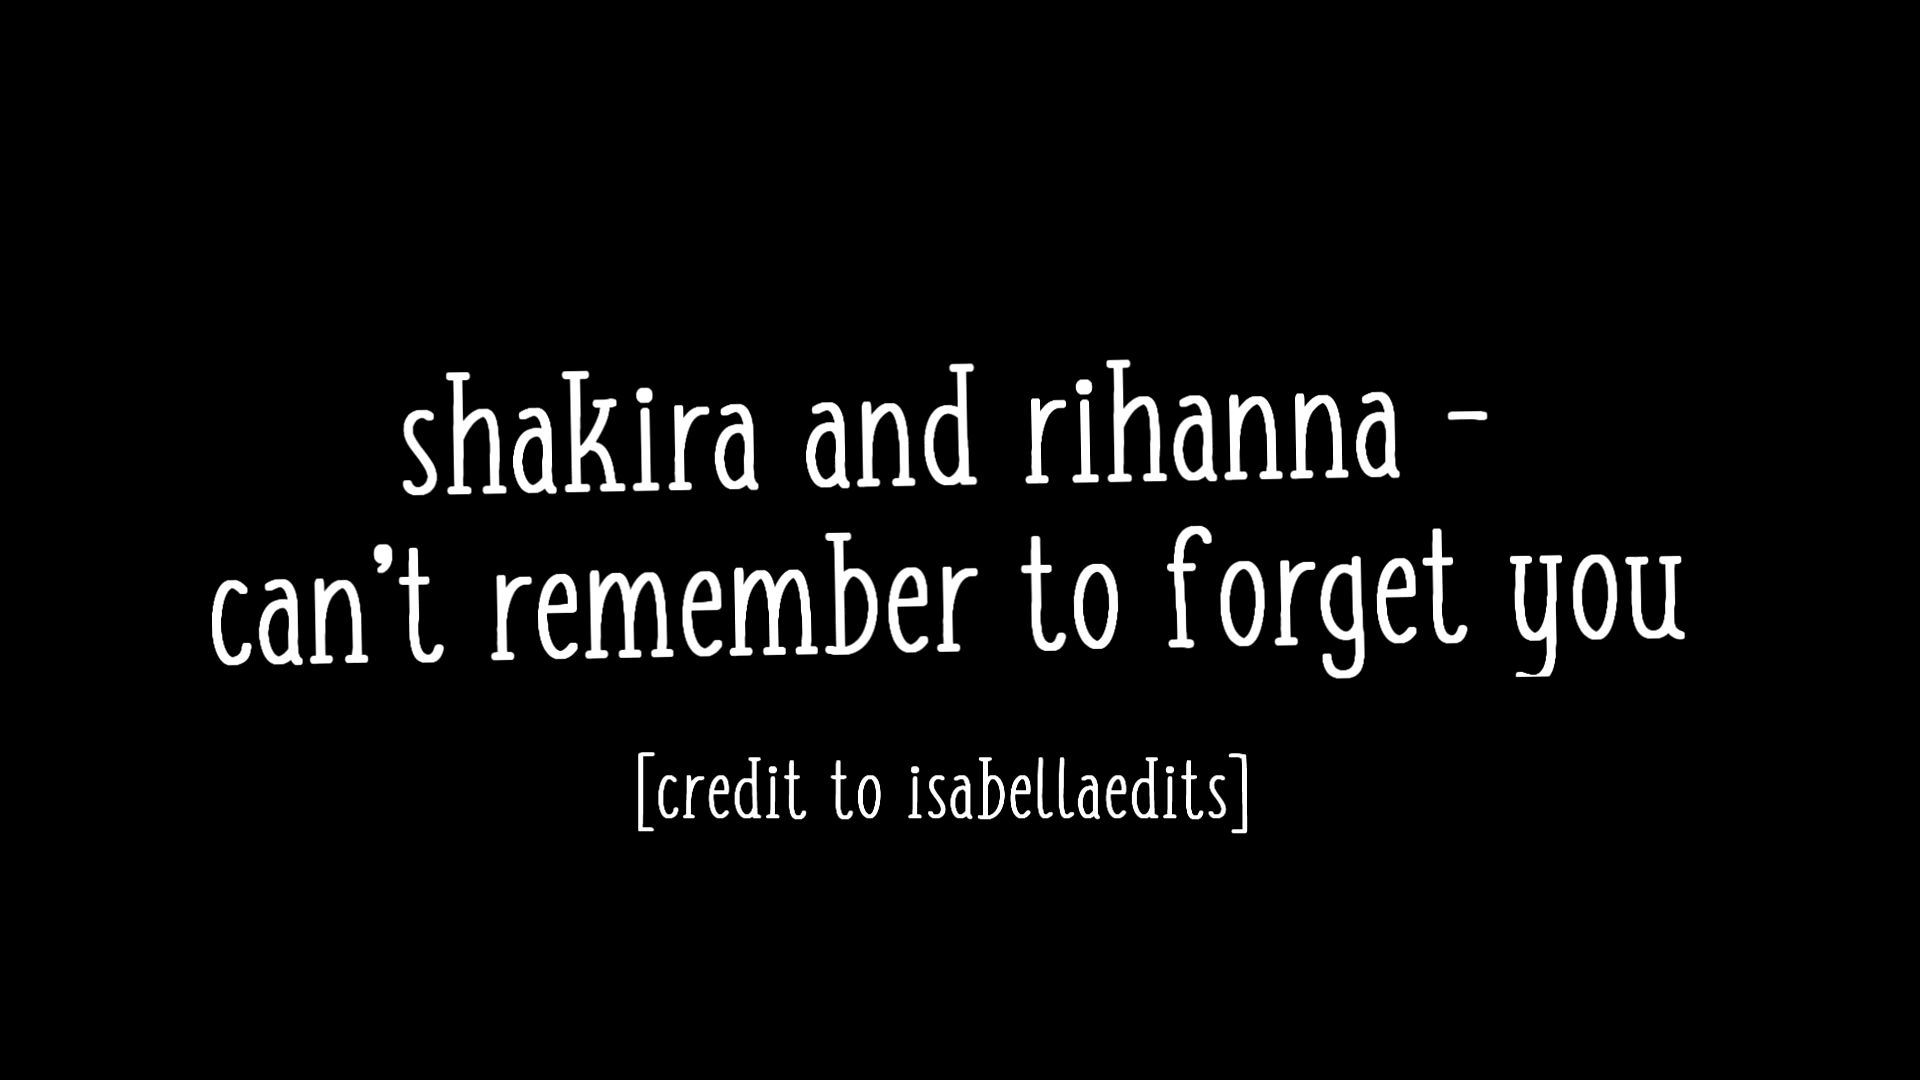 shakira and rihanna -
can't remember to forget you
[credit to isabellaedits]